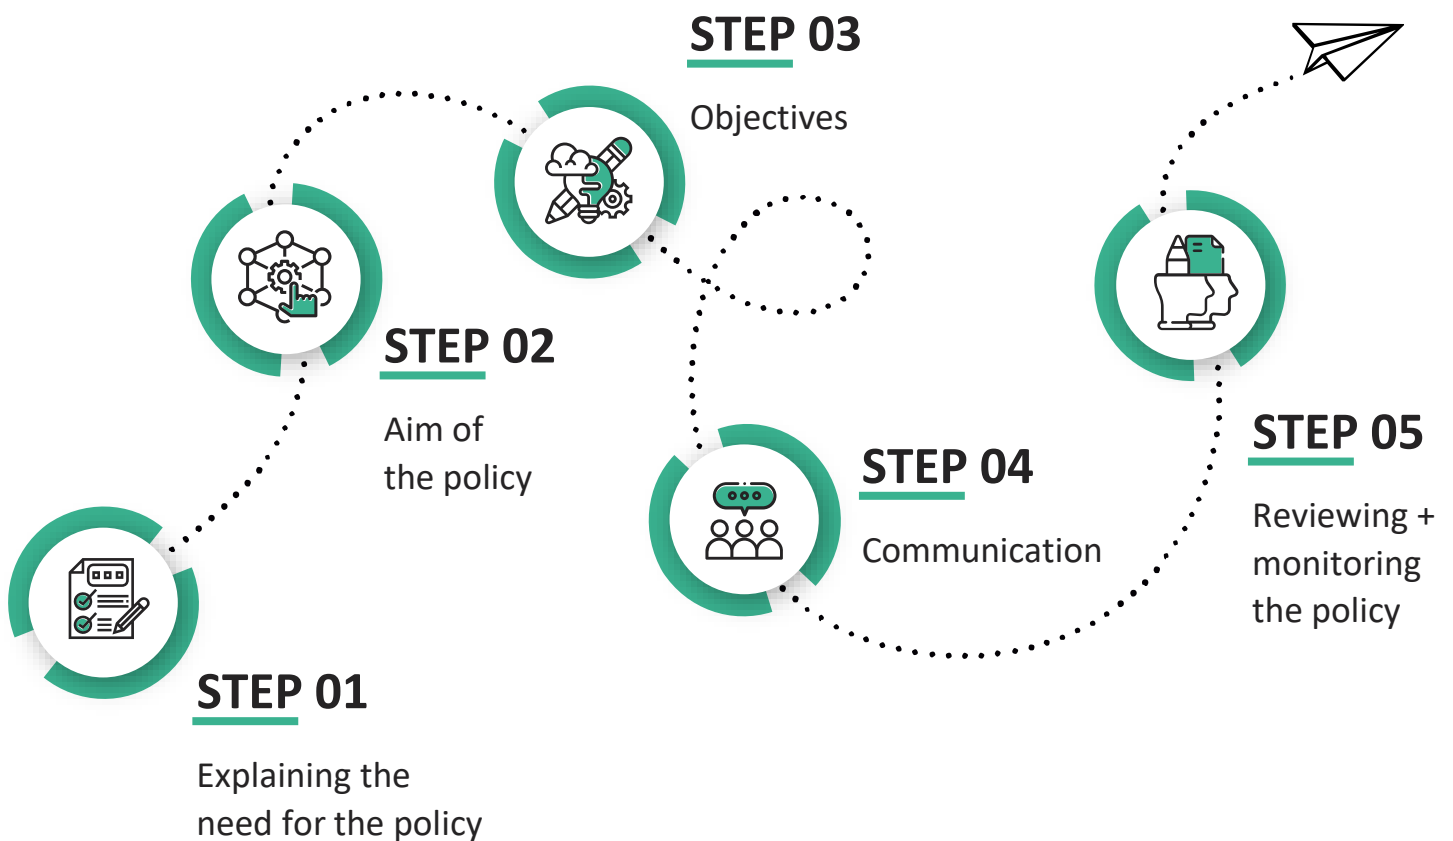 STEP 01
Explaining the
need for the policy
STEP 02
Aim of
the policy
STEP 03
Objectives
STEP 04
Communication
STEP 05
Reviewing +
monitoring
the policy